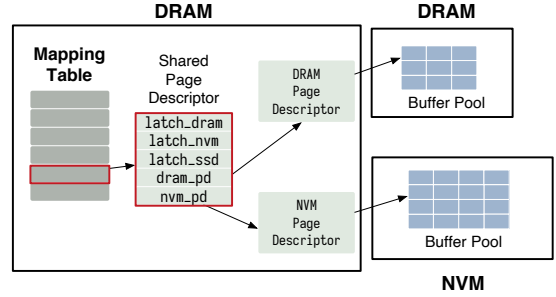 DRAM
DRAM
Mapping
Table
Shared
Page
Descriptor
latch_dram
latch_nvm
latch_ssd
dram_pd
nvm_pd
DRAM
Page
Descriptor
NVM
Page
Descriptor
Buffer Pool
Buffer Pool
NVM